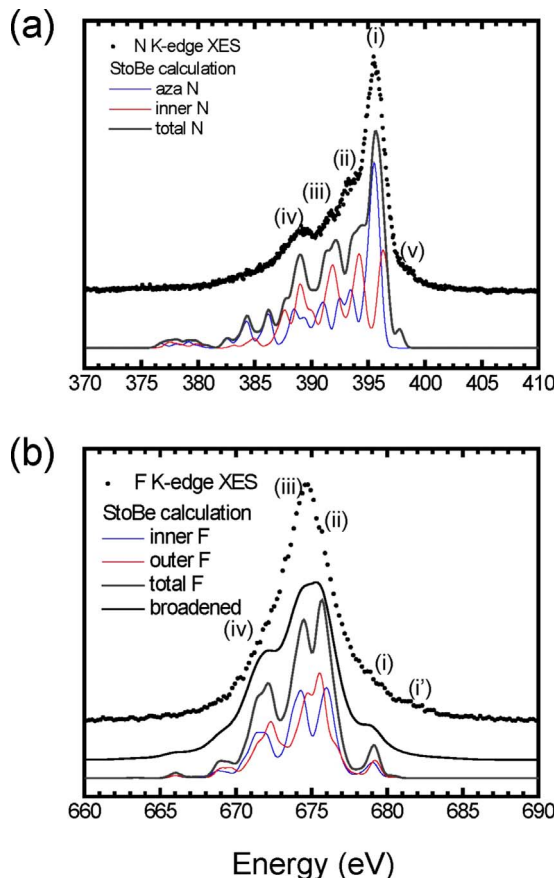 (a)
N K-edge XES
StoBe calculation
aza N
inner N
total N
(i)
(ii)
(iii)
(iv)
(v)
370 375 380 385 390 395 400 405 410
(b)
F K-edge XES
StoBe calculation
inner F
outer F
total F
broadened
(iii)
(ii)
(iv)
(i)
(i')
660 665 670 675 680 685 690
Energy (eV)